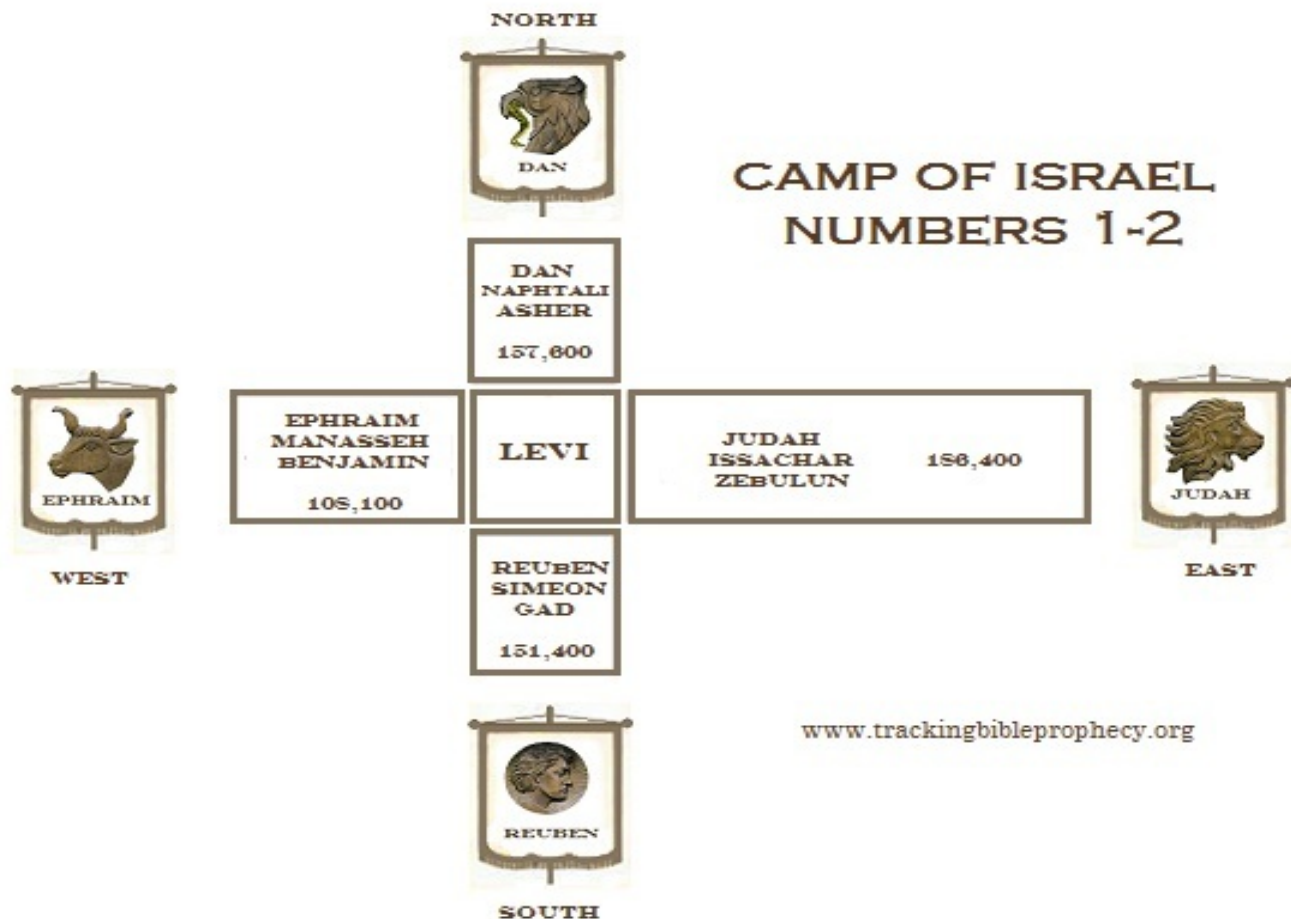 NORTH
DAN
CAMP OF ISRAEL
NUMBERS 1-2
DAN
NAPHTALI
ASHER
157,600
EPHRAIM
WEST
EPHRAIM
MANASSEH
BENJAMIN
108,100
LEVI
JUDAH
ISSACHAR
ZEBULUN
186,400
JUDAH
EAST
REUBEN
SIMEON
GAD
151,400
www.trackingbibleprophecy.org
REUBEN
SOUTH